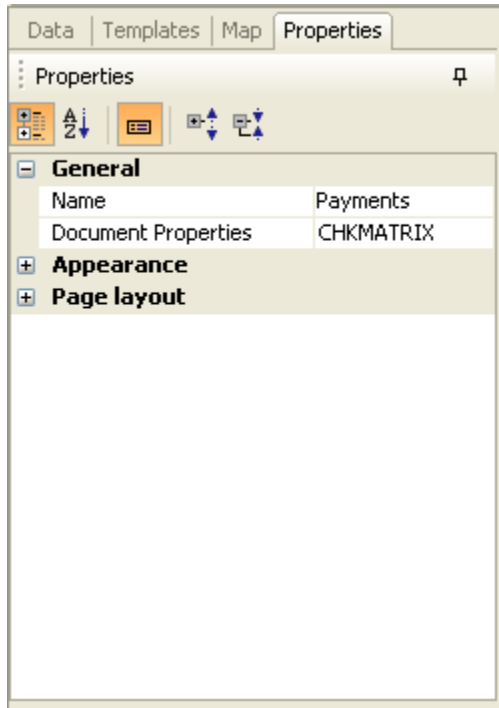 Data Templates Map Properties
Properties
A
Z
General
Name Payments
Document Properties CHKMATRIX
Appearance
Page layout